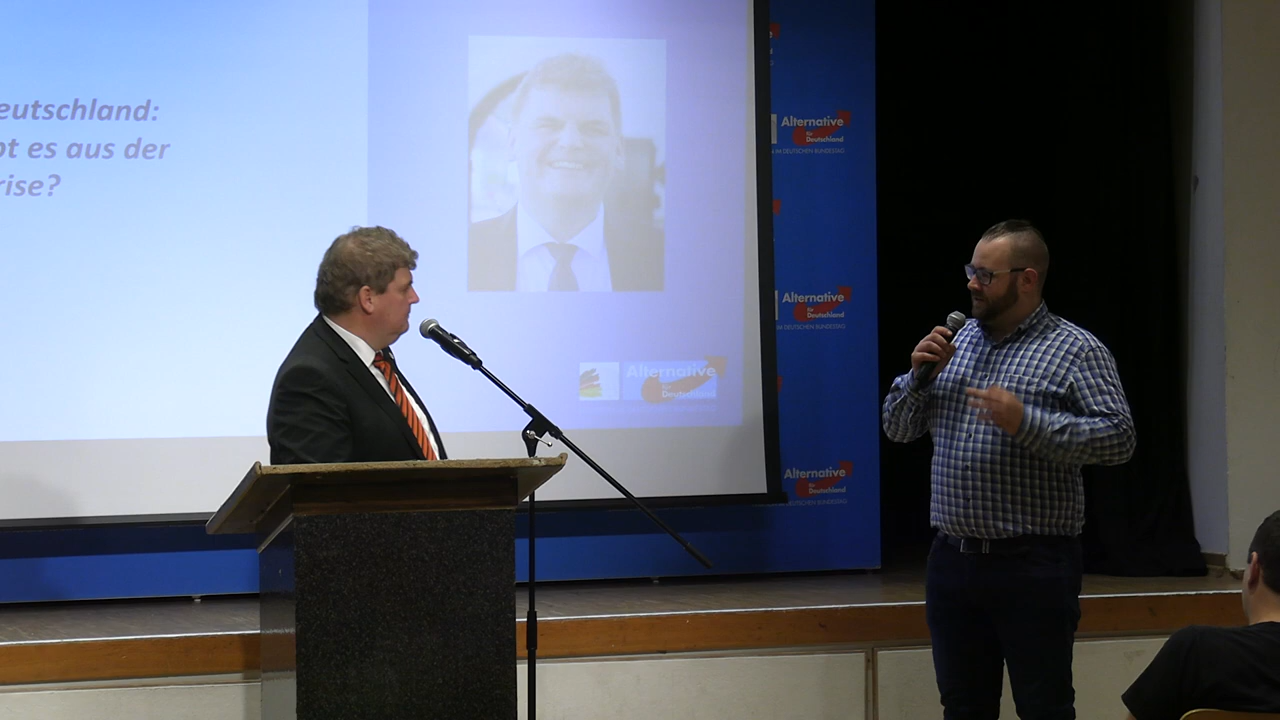 eutschland:
bt es aus der
rise?
Alternative
für
Deutschland
IM DEUTSCHEN BUNDESTAG
Alternative
für
Deutschland
IM DEUTSCHEN BUNDESTAG
Alternative
für
Deutschland
Alternative
für
Deutschland